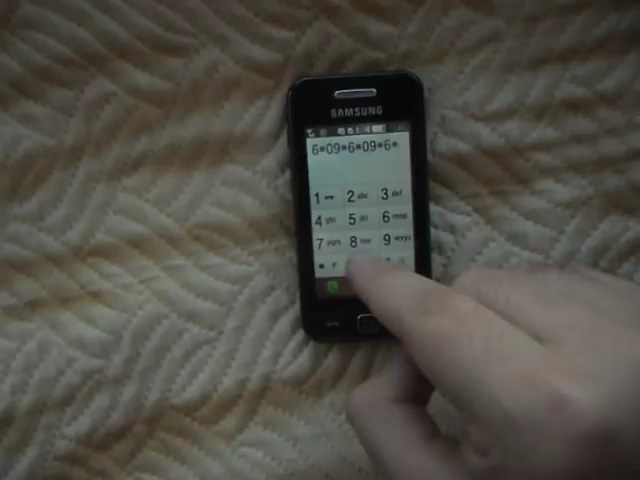 SAMSUNG
6*09*6*09*6*
1 2 abc 3 def
4 ghi 5 jkl 6 mno
7 pqrs 8 tuv 9 wxyz
*